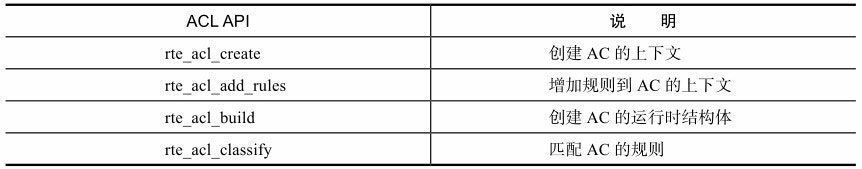 ACL API 说 明
rte_acl_create 创建 AC 的上下文
rte_acl_add_rules 增加规则到 AC 的上下文
rte_acl_build 创建 AC 的运行时结构体
rte_acl_classify 匹配 AC 的规则